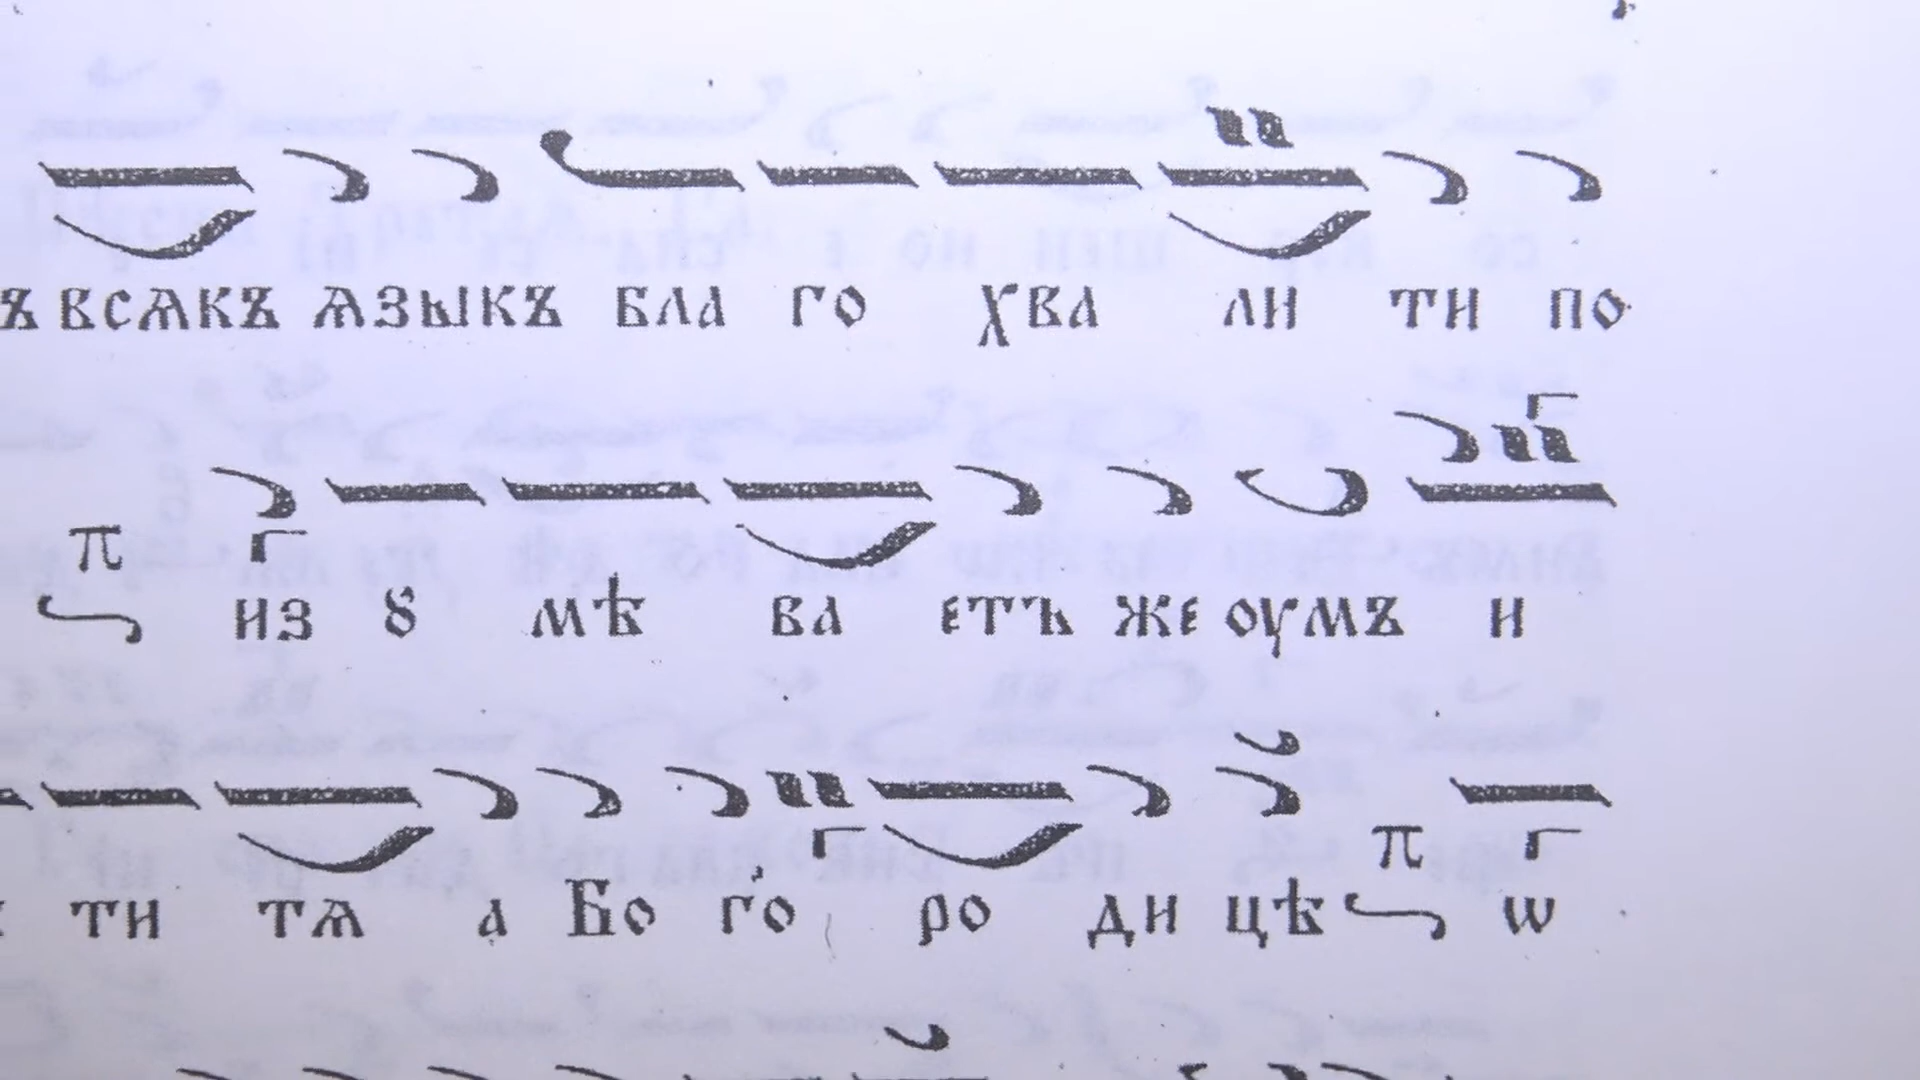 ъ всѧкъ ѧзыкъ бла го хва ли ти по
π из ȣ мѣ ва етъ же оумъ и
ти тѧ а Бо го ро ди цѣ π ѡ